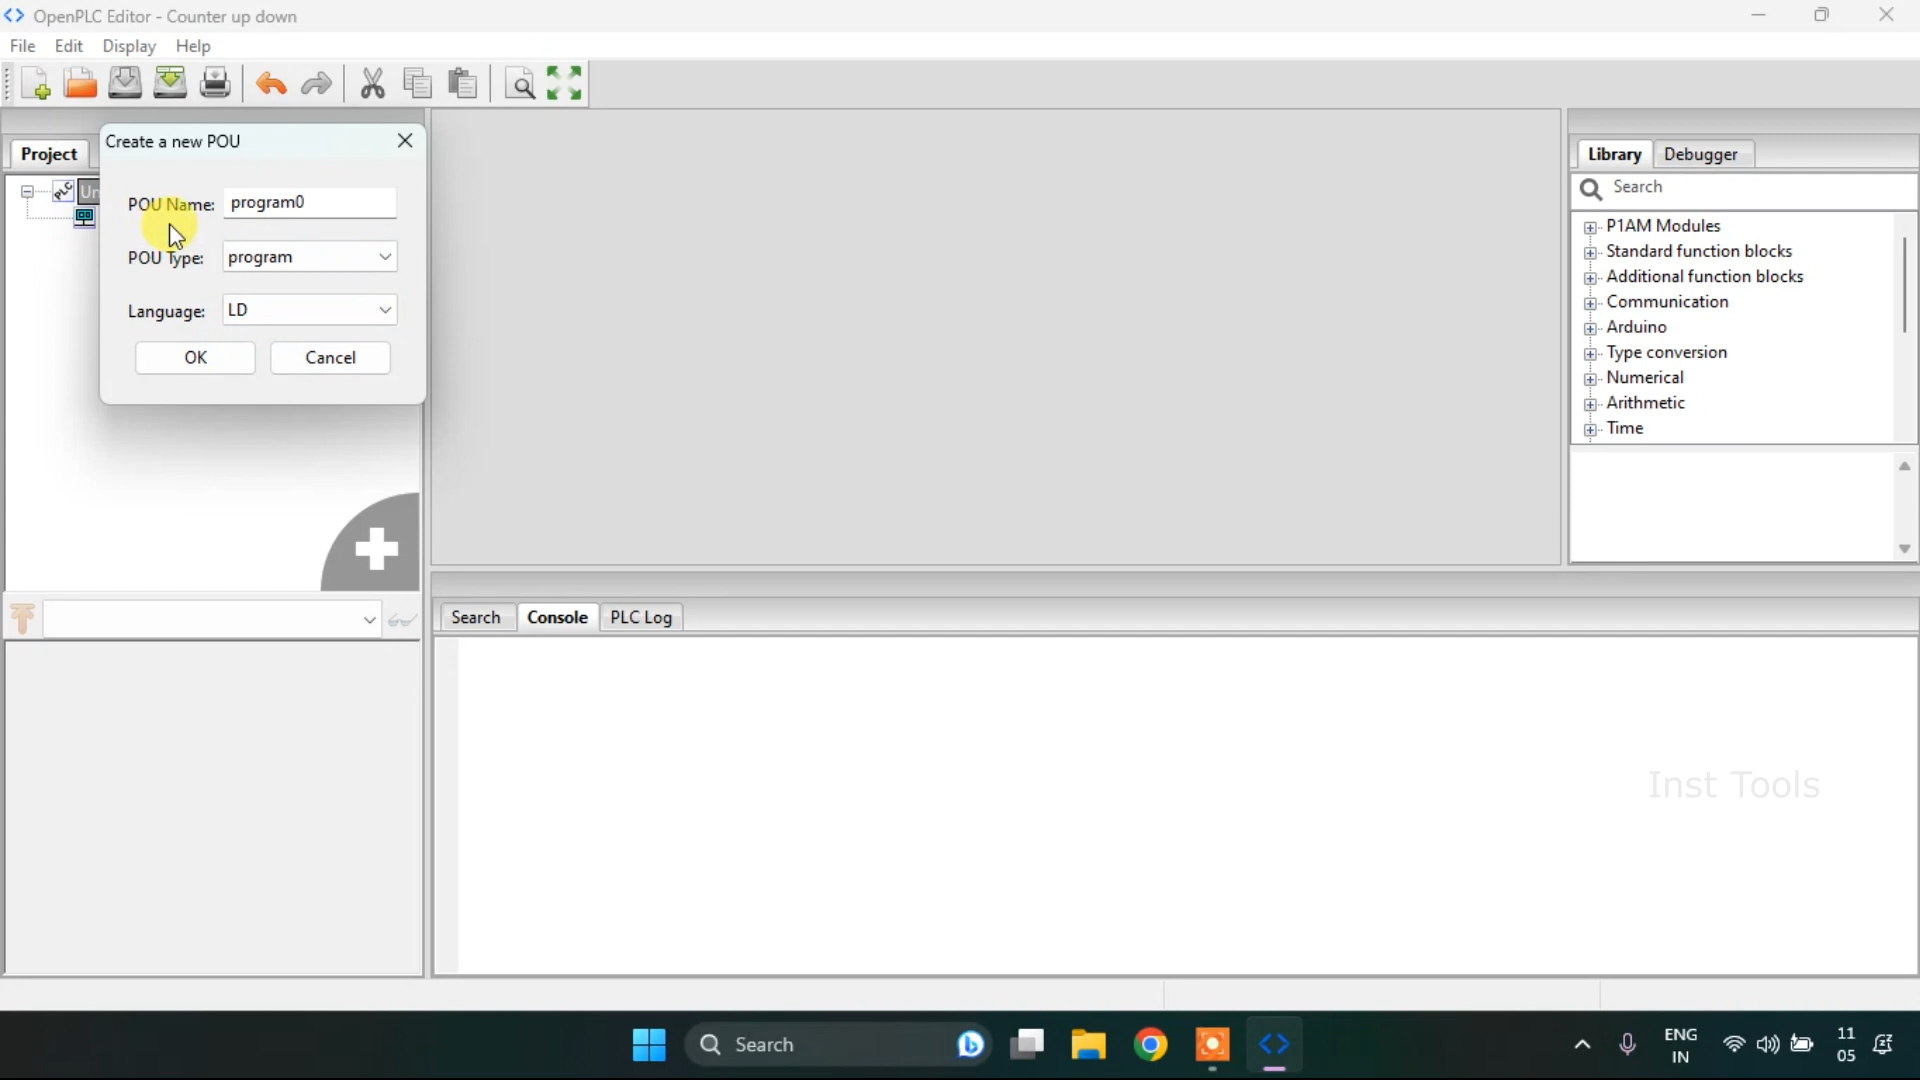 OpenPLC Editor - Counter up down
File Edit Display Help
Create a new POU
Project
Un
POU Name: program0
POU Type: program
Language: LD
OK Cancel
Library Debugger
Search
P1AM Modules
Standard function blocks
Additional function blocks
Communication
Arduino
Type conversion
Numerical
Arithmetic
Time
Search Console PLC Log
Inst Tools
Search
ENG
IN
11
05